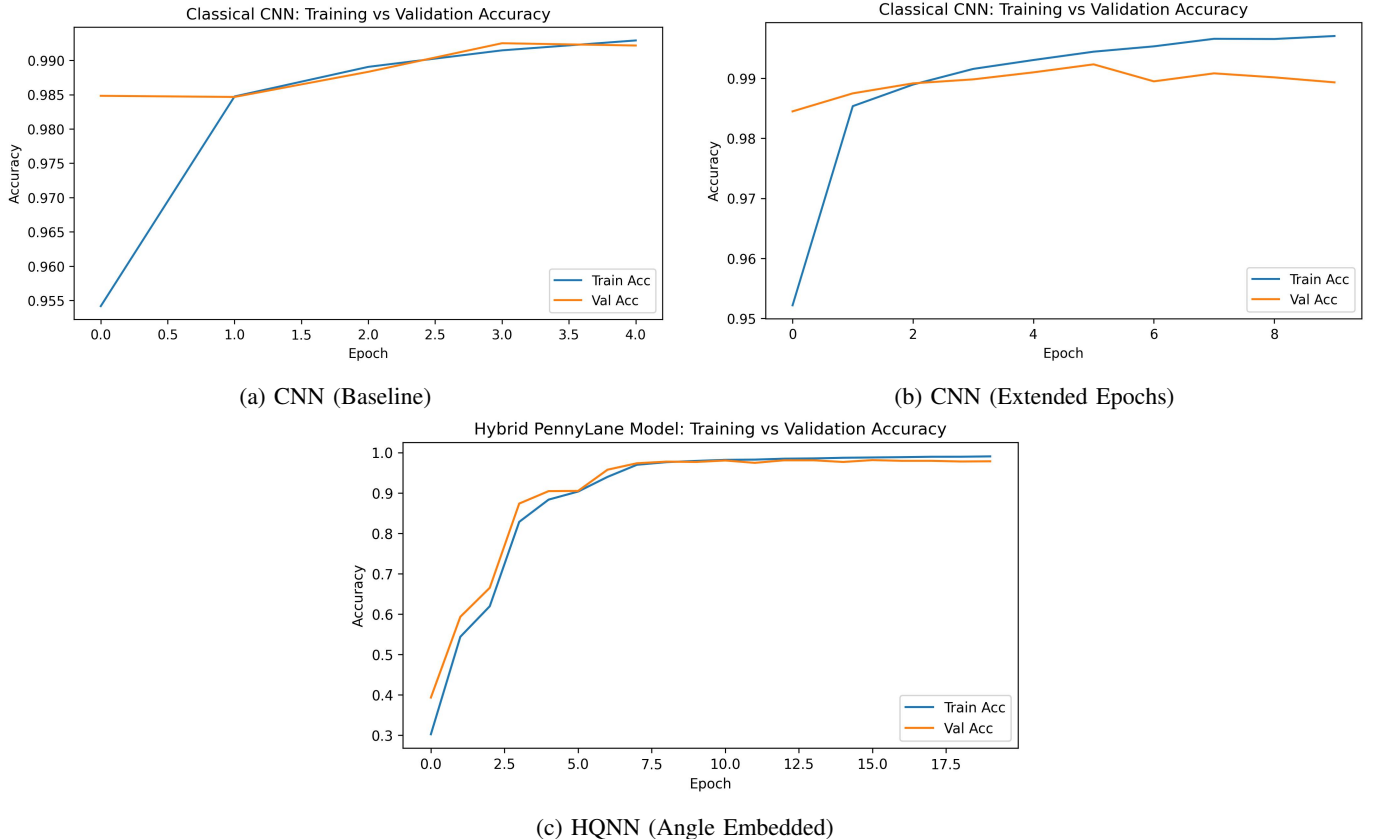 Classical CNN: Training vs Validation Accuracy
0.990
0.985
0.980
0.975
0.970
0.965
0.960
0.955
Accuracy
Train Acc
Val Acc
0.0 0.5 1.0 1.5 2.0 2.5 3.0 3.5 4.0
Epoch
(a) CNN (Baseline)
Classical CNN: Training vs Validation Accuracy
0.99
0.98
0.97
0.96
0.95
Accuracy
Train Acc
Val Acc
0 2 4 6 8
Epoch
(b) CNN (Extended Epochs)
Hybrid PennyLane Model: Training vs Validation Accuracy
1.0
0.9
0.8
0.7
0.6
0.5
0.4
0.3
Accuracy
Train Acc
Val Acc
0.0 2.5 5.0 7.5 10.0 12.5 15.0 17.5
Epoch
(c) HQNN (Angle Embedded)